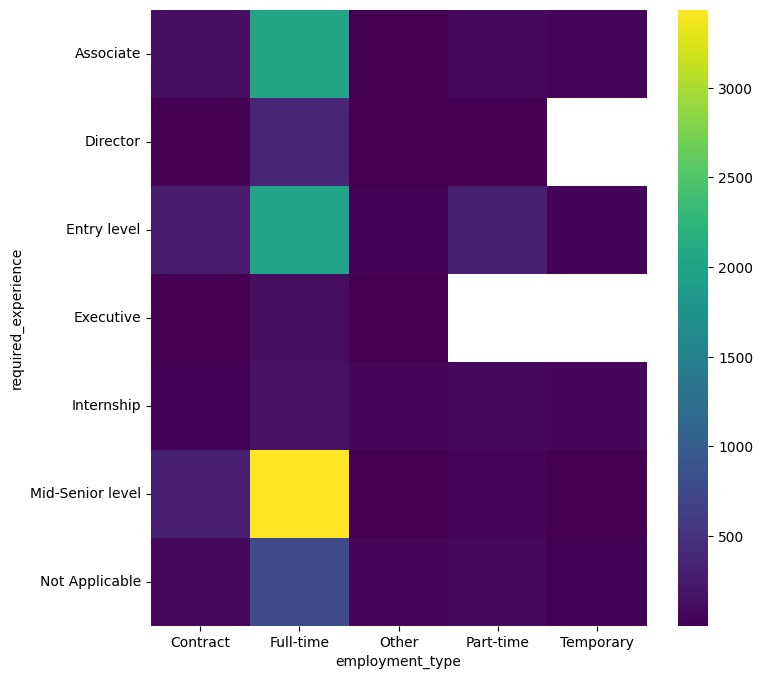 required_experience
Associate
Director
Entry level
Executive
Internship
Mid-Senior level
Not Applicable
Contract
Full-time
Other
Part-time
Temporary
employment_type
3000
2500
2000
1500
1000
500